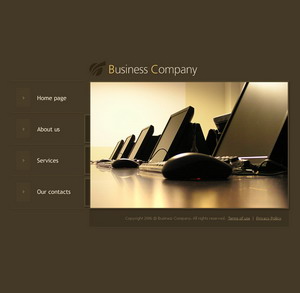 Business Company
Home page
About us
Services
Our contacts
Copyright 2006 © Business Company. All rights reserved. Terms of use | Privacy Policy